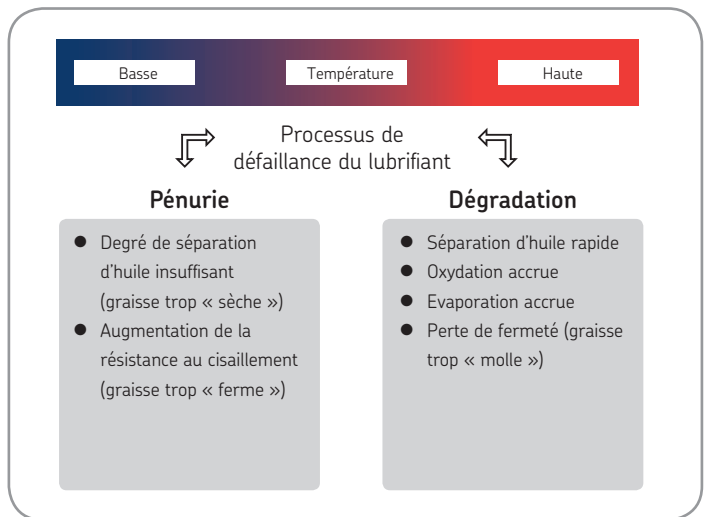 Basse
Température
Haute
Processus de
défaillance du lubrifiant
Pénurie
● Degré de séparation
d'huile insuffisant
(graisse trop « sèche »)
● Augmentation de la
résistance au cisaillement
(graisse trop « ferme »)
Dégradation
● Séparation d'huile rapide
● Oxydation accrue
● Evaporation accrue
● Perte de fermeté (graisse
trop « molle »)